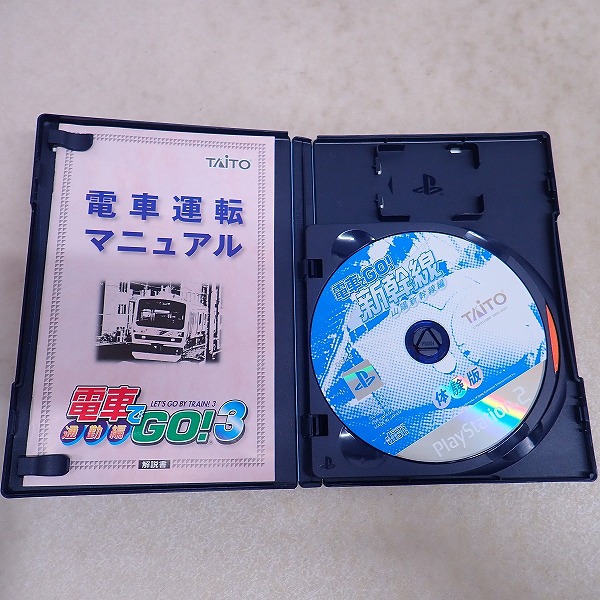 TAITO
電車運転
マニュアル
電車でGO!3
LET'S GO BY TRAIN! 3
通勤編
解説書
電車でGO!
新幹線
山陽新幹線編
TAITO
体験版
PlayStation 2